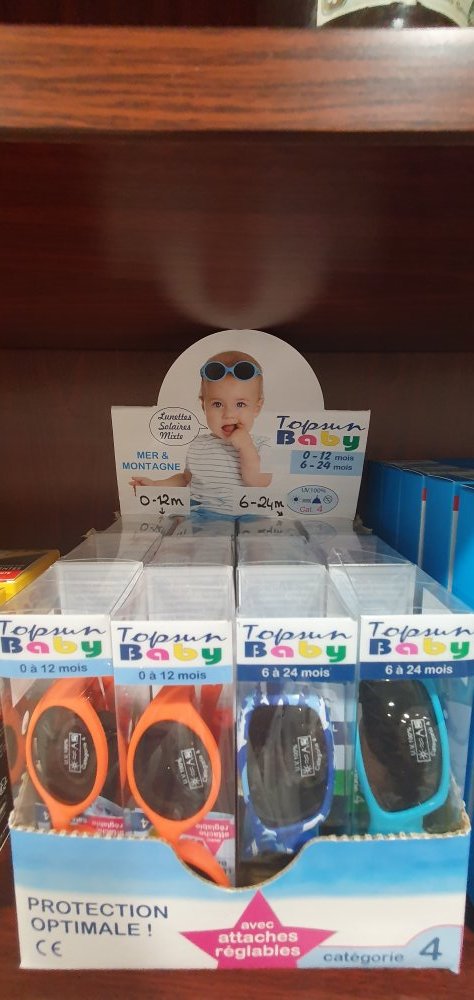 Lunettes
Solaires
Mixte
Topsun
Baby
MER &
MONTAGNE
0-12 mois
6-24 mois
UV 100%
Cat. 4
0-12m
6-24m
Topsun
Baby
0 à 12 mois
Topsun
Baby
0 à 12 mois
Topsun
Baby
6 à 24 mois
Topsun
Baby
6 à 24 mois
PROTECTION
OPTIMALE !
CE
avec
attaches
réglables
catégorie 4